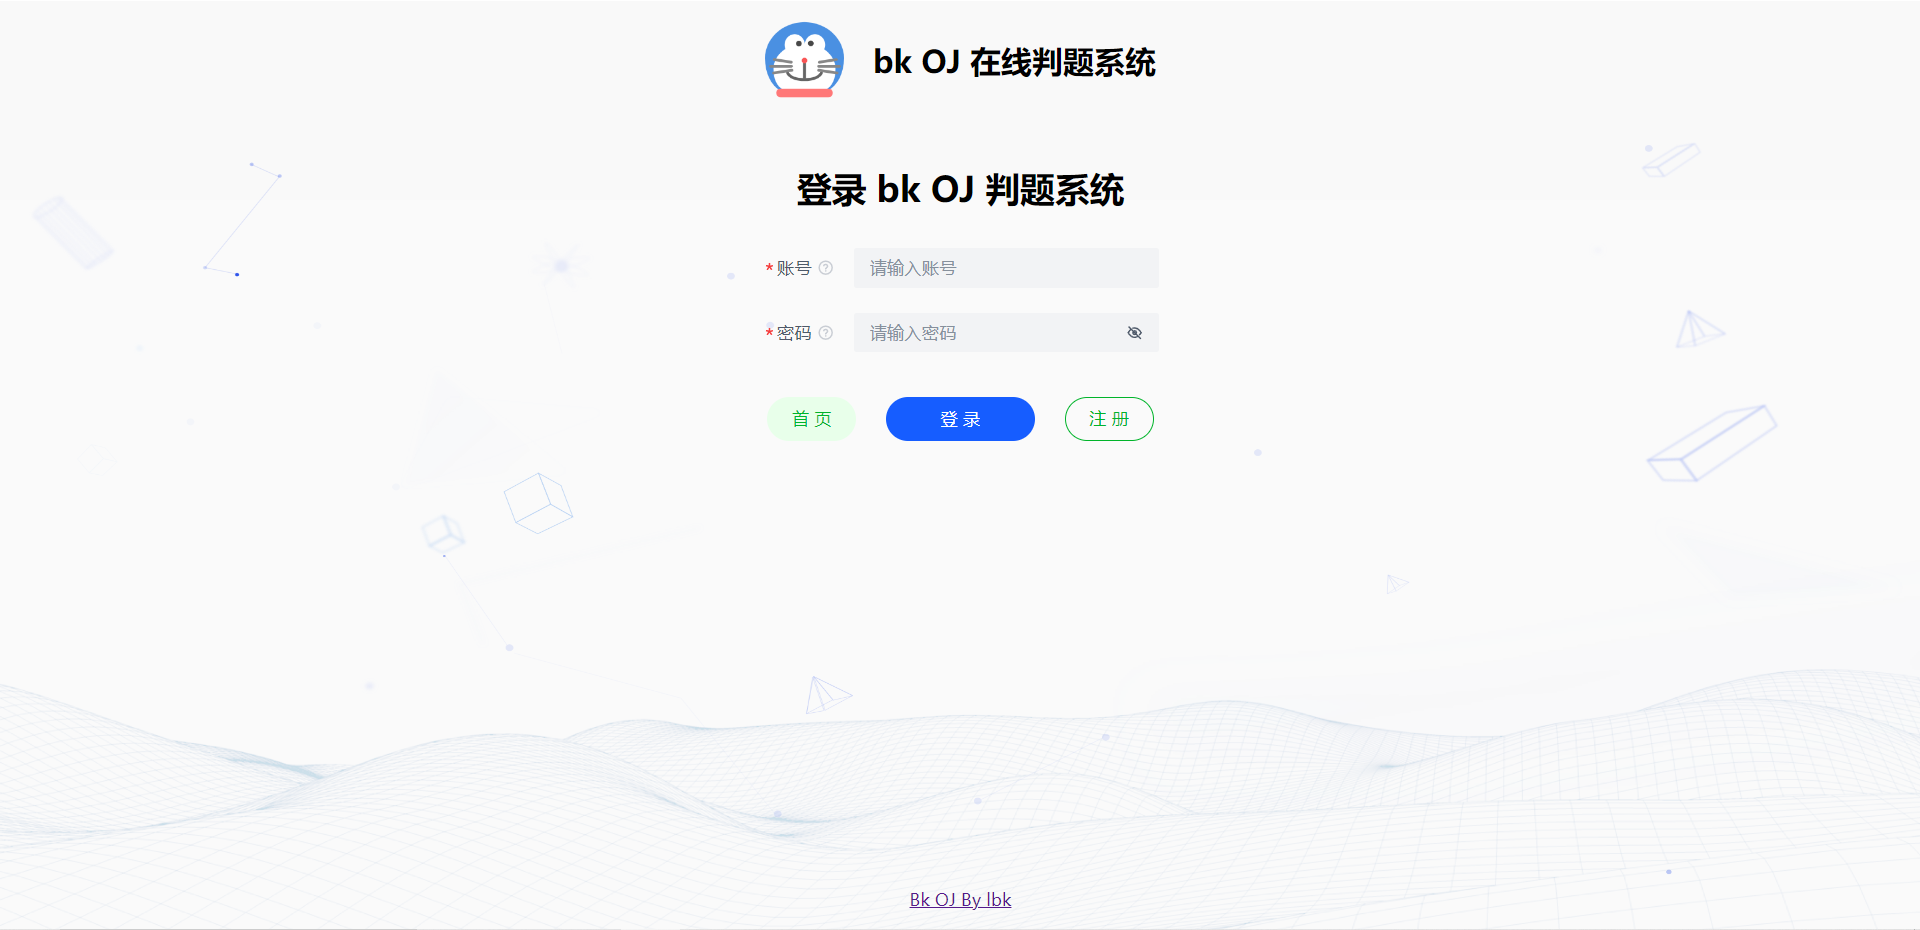 bk OJ 在线判题系统
登录 bk OJ 判题系统
* 账号 请输入账号
* 密码 请输入密码
首 页 登 录 注 册
Bk OJ By lbk